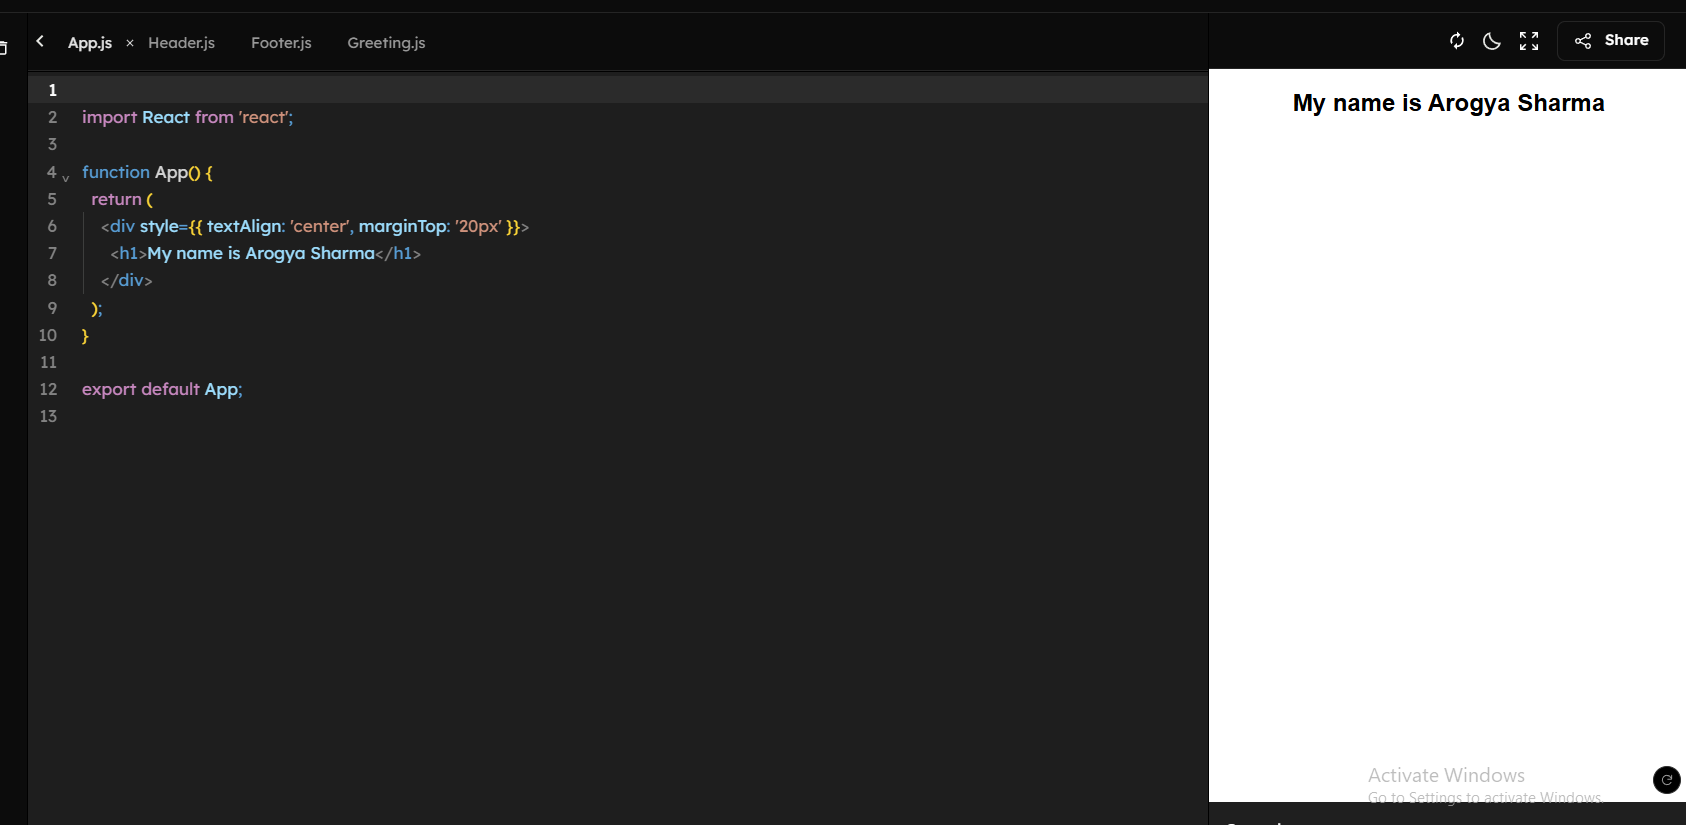 App.js × Header.js Footer.js Greeting.js
Share
1
2 import React from 'react';
3
4 function App() {
5 return (
6 <div style={{ textAlign: 'center', marginTop: '20px' }}>
7 <h1>My name is Arogya Sharma</h1>
8 </div>
9 );
10 }
11
12 export default App;
13
My name is Arogya Sharma
Activate Windows
Go to Settings to activate Windows.